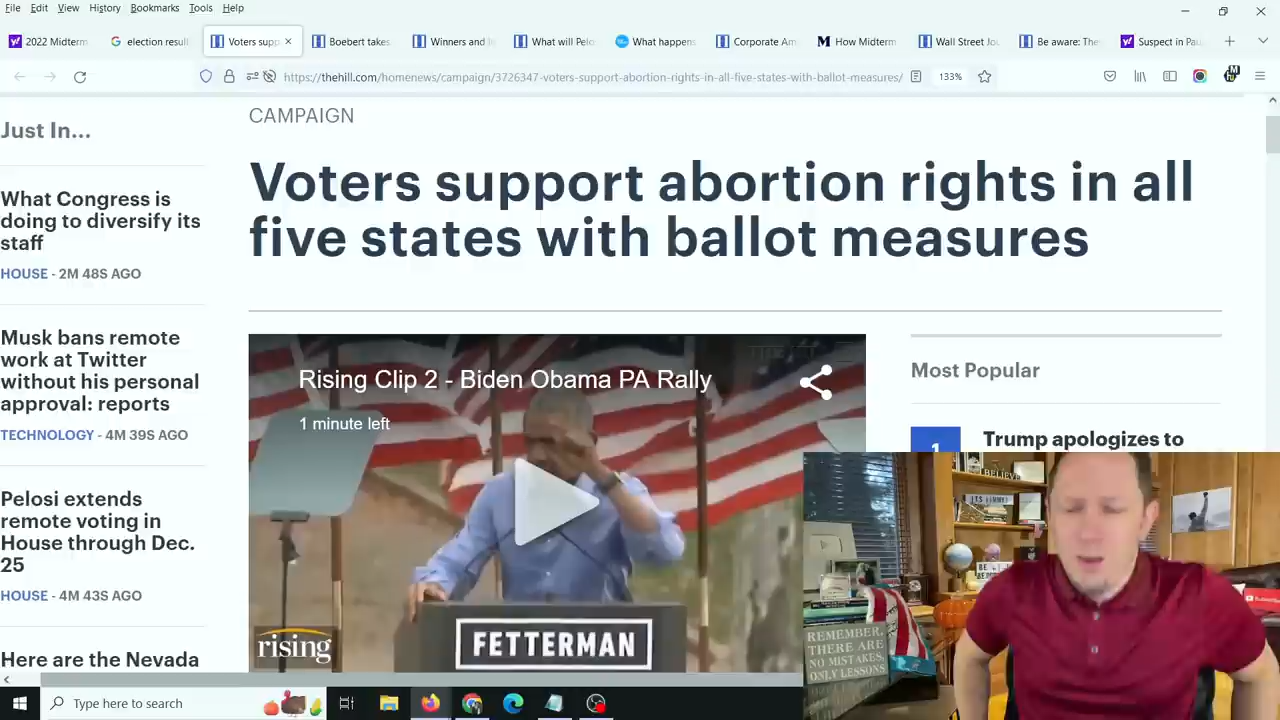 File Edit View History Bookmarks Tools Help
2022 Midterm
election resul
Voters supp
Boebert takes
Winners and l
What will Pelo
What happens
Corporate Am
How Midterm
Wall Street Jou
Be aware: The
Suspect in Pau
https://thehill.com/homenews/campaign/3726347-voters-support-abortion-rights-in-all-five-states-with-ballot-measures/
133%
Just In...
What Congress is
doing to diversify its
staff
HOUSE - 2M 48S AGO
Musk bans remote
work at Twitter
without his personal
approval: reports
TECHNOLOGY - 4M 39S AGO
Pelosi extends
remote voting in
House through Dec.
25
HOUSE - 4M 43S AGO
Here are the Nevada
CAMPAIGN
Voters support abortion rights in all
five states with ballot measures
Rising Clip 2 - Biden Obama PA Rally
1 minute left
FETTERMAN
rising
Most Popular
1
Trump apologizes to
BELIEVE
REMEMBER,
THERE ARE
NO MISTAKES,
ONLY LESSONS
Type here to search